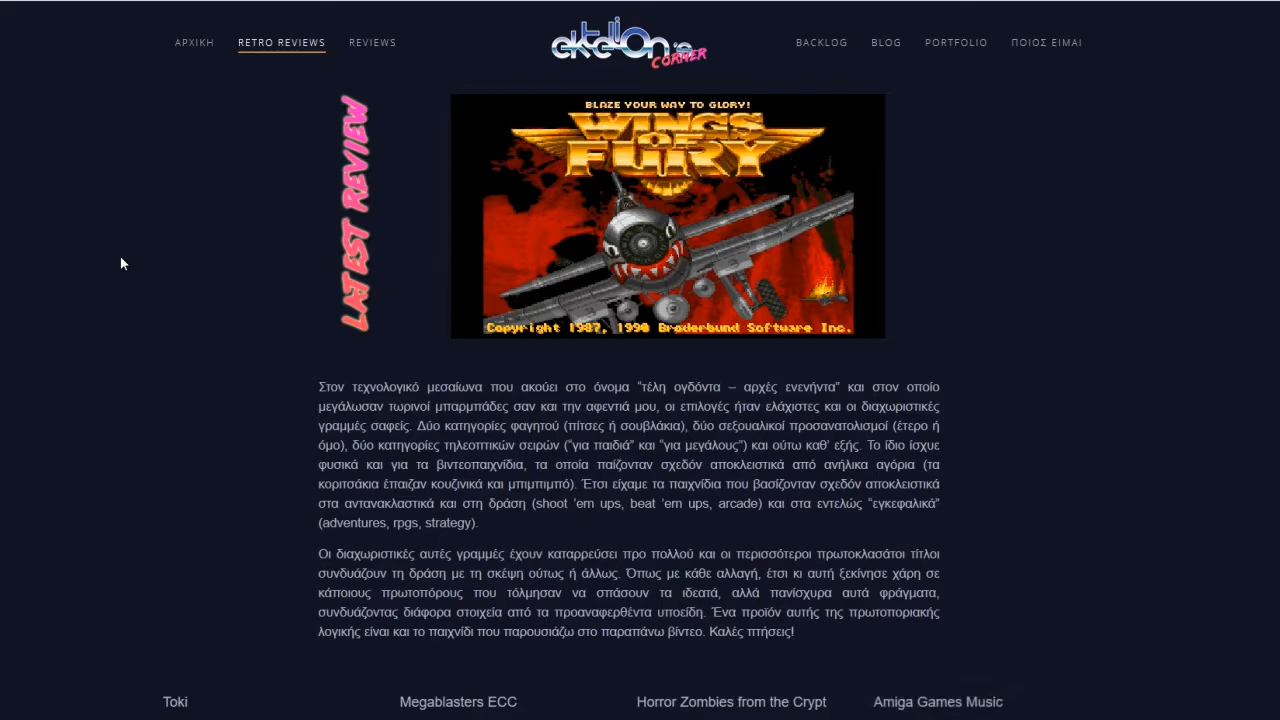 ΑΡΧΙΚΗ RETRO REVIEWS REVIEWS
ektelion's CORNER
BACKLOG BLOG PORTFOLIO ΠΟΙΟΣ ΕΙΜΑΙ
LATEST REVIEW
BLAZE YOUR WAY TO GLORY!
WINGS
OF
FURY
Copyright 1987, 1990 Broderbund Software Inc.
Στον τεχνολογικό μεσαίωνα που ακούει στο όνομα “τέλη ογδόντα – αρχές ενενήντα” και στον οποίο
μεγάλωσαν τωρινοί μπαρμπάδες σαν και την αφεντιά μου, οι επιλογές ήταν ελάχιστες και οι διαχωριστικές
γραμμές σαφείς. Δύο κατηγορίες φαγητού (πίτσες ή σουβλάκια), δύο σεξουαλικοί προσανατολισμοί (έτερο ή
όμο), δύο κατηγορίες τηλεοπτικών σειρών (“για παιδιά” και “για μεγάλους”) και ούτω καθ’ εξής. Το ίδιο ίσχυε
φυσικά και για τα βιντεοπαιχνίδια, τα οποία παίζονταν σχεδόν αποκλειστικά από ανήλικα αγόρια (τα
κοριτσάκια έπαιζαν κουζινικά και μπιμπιμπό). Έτσι είχαμε τα παιχνίδια που βασίζονταν σχεδόν αποκλειστικά
στα αντανακλαστικά και στη δράση (shoot ’em ups, beat ’em ups, arcade) και στα εντελώς “εγκεφαλικά”
(adventures, rpgs, strategy).
Οι διαχωριστικές αυτές γραμμές έχουν καταρρεύσει προ πολλού και οι περισσότεροι πρωτοκλασάτοι τίτλοι
συνδυάζουν τη δράση με τη σκέψη ούτως ή άλλως. Όπως με κάθε αλλαγή, έτσι κι αυτή ξεκίνησε χάρη σε
κάποιους πρωτοπόρους που τόλμησαν να σπάσουν τα ιδεατά, αλλά πανίσχυρα αυτά φράγματα,
συνδυάζοντας διάφορα στοιχεία από τα προαναφερθέντα υποείδη. Ένα προϊόν αυτής της πρωτοποριακής
λογικής είναι και το παιχνίδι που παρουσιάζω στο παραπάνω βίντεο. Καλές πτήσεις!
Toki Megablasters ECC Horror Zombies from the Crypt Amiga Games Music